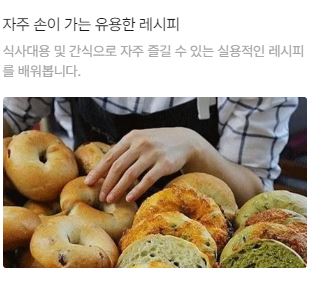 자주 손이 가는 유용한 레시피
식사대용 및 간식으로 자주 즐길 수 있는 실용적인 레시피
를 배워봅니다.